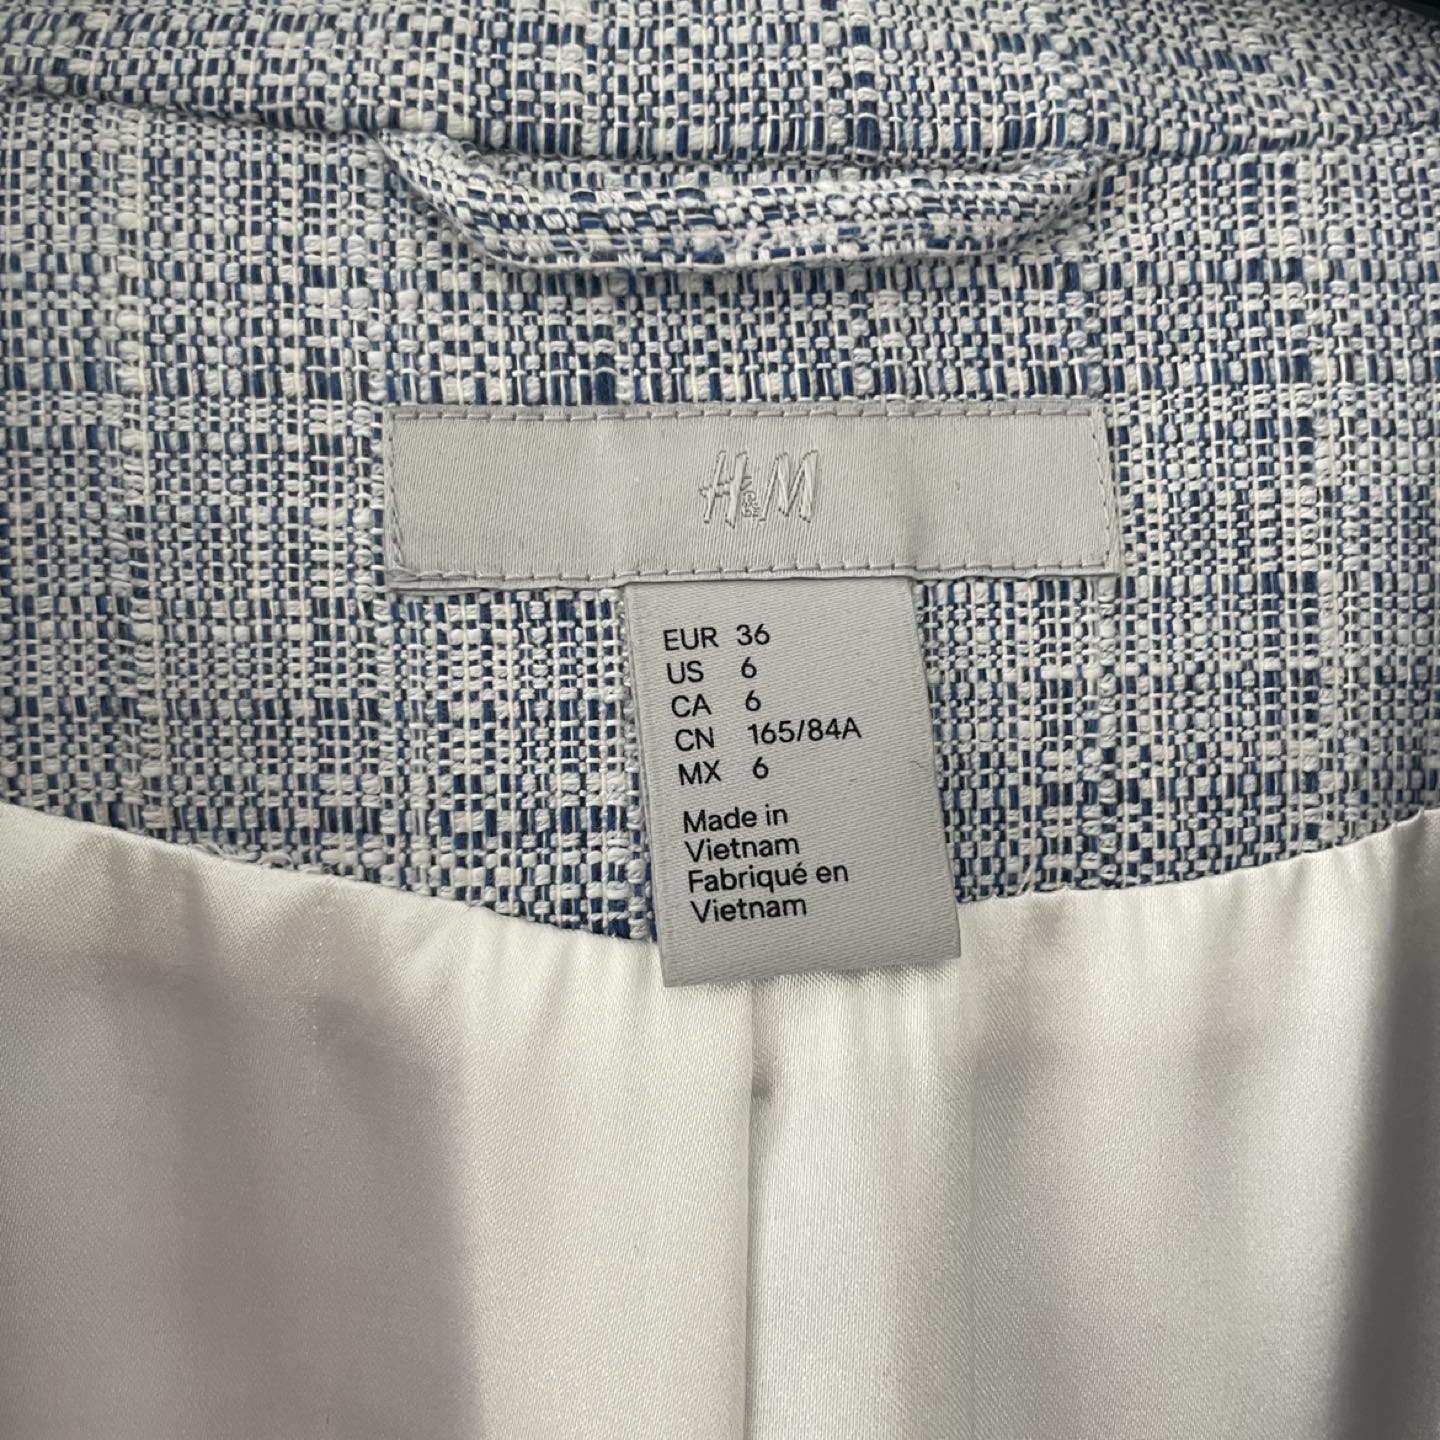 H&M
EUR 36
US 6
CA 6
CN 165/84A
MX 6
Made in
Vietnam
Fabriqué en
Vietnam